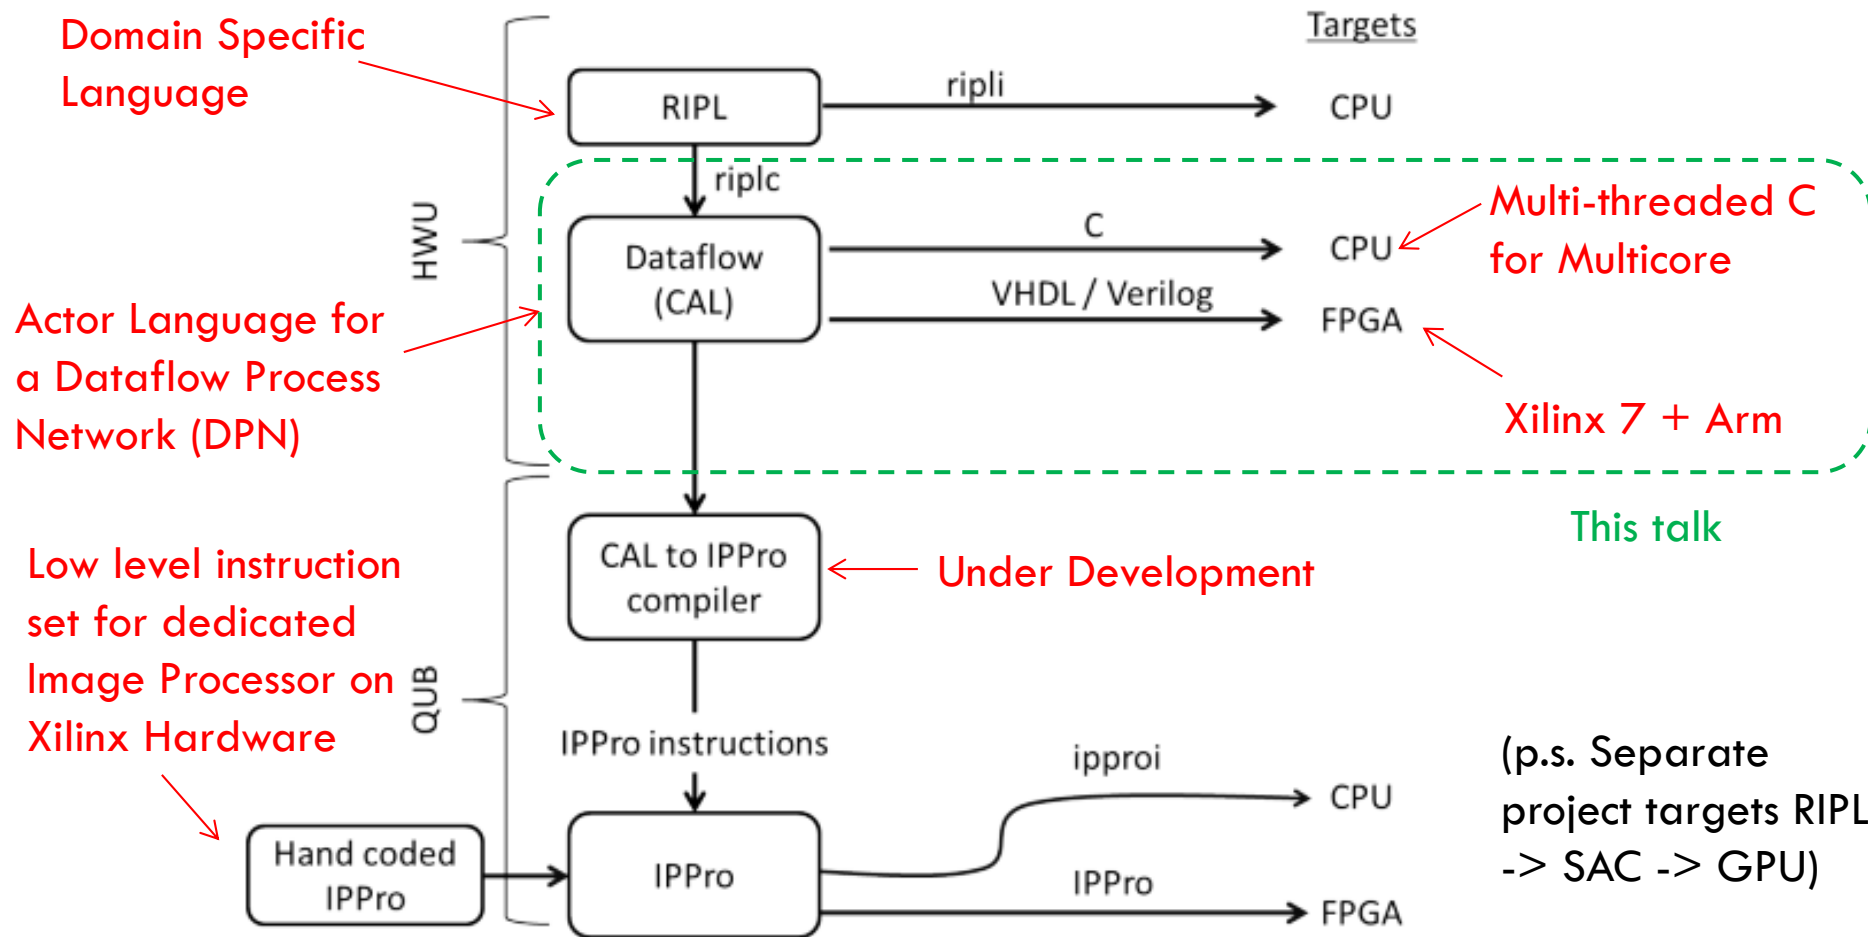 Domain Specific
Language
Targets
RIPL
ripli
CPU
riplc
HWU
Dataflow
(CAL)
C
CPU
VHDL / Verilog
FPGA
Multi-threaded C
for Multicore
Actor Language for
a Dataflow Process
Network (DPN)
Xilinx 7 + Arm
This talk
CAL to IPPro
compiler
Under Development
Low level instruction
set for dedicated
Image Processor on
Xilinx Hardware
QUB
IPPro instructions
ipproi
CPU
Hand coded
IPPro
IPPro
IPPro
FPGA
(p.s. Separate
project targets RIPL
-> SAC -> GPU)